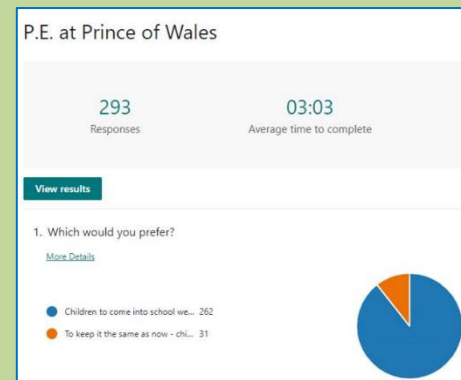 P.E. at Prince of Wales
293 03:03
Responses Average time to complete
View results
1. Which would you prefer?
More Details
Children to come into school we... 262
To keep it the same as now - chi... 31